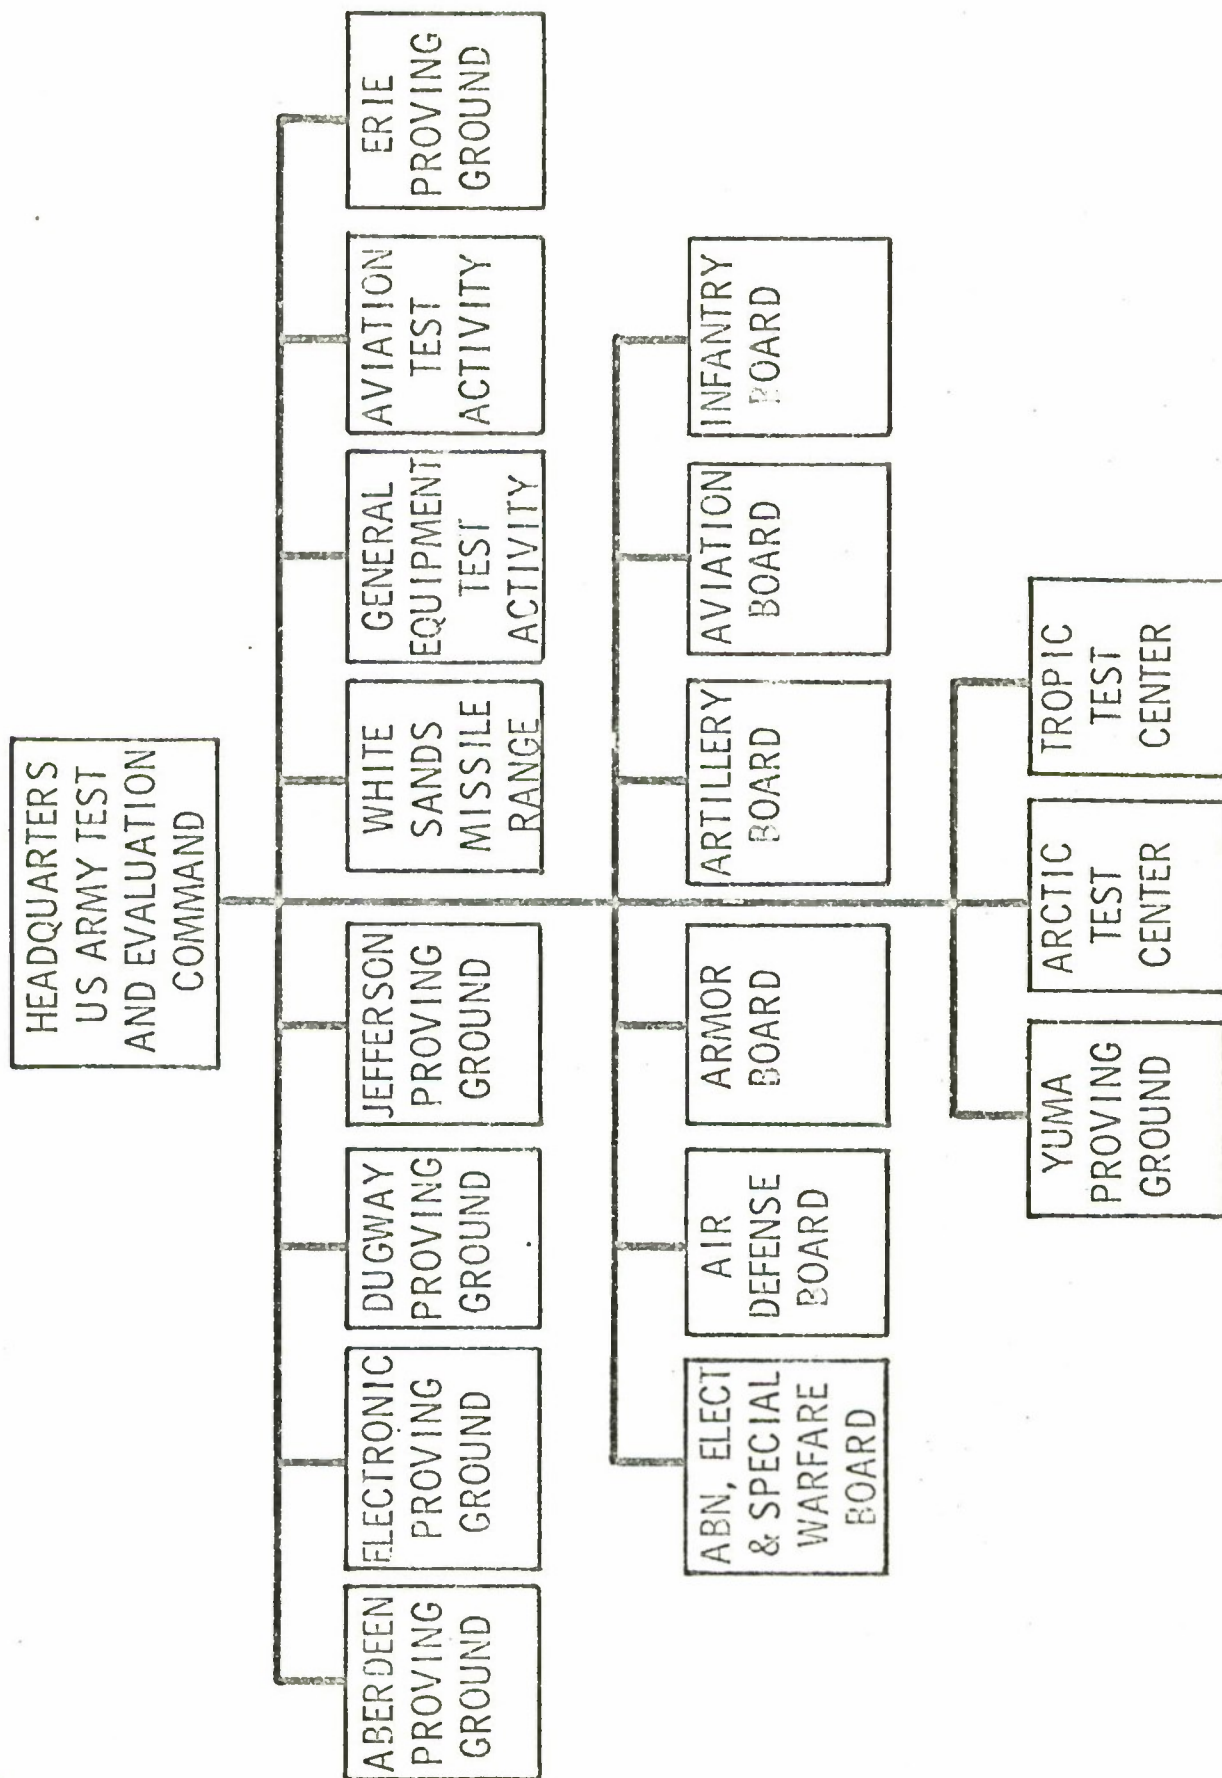 HEADQUARTERS
US ARMY TEST
AND EVALUATION
COMMAND
ABERDEEN
PROVING
GROUND
ELECTRONIC
PROVING
GROUND
DUGWAY
PROVING
GROUND
JEFFERSON
PROVING
GROUND
WHITE
SANDS
MISSILE
RANGE
GENERAL
EQUIPMENT
TEST
ACTIVITY
AVIATION
TEST
ACTIVITY
ERIE
PROVING
GROUND
ABN, ELECT
& SPECIAL
WARFARE
BOARD
AIR
DEFENSE
BOARD
ARMOR
BOARD
ARTILLERY
BOARD
AVIATION
BOARD
INFANTRY
BOARD
YUMA
PROVING
GROUND
ARCTIC
TEST
CENTER
TROPIC
TEST
CENTER